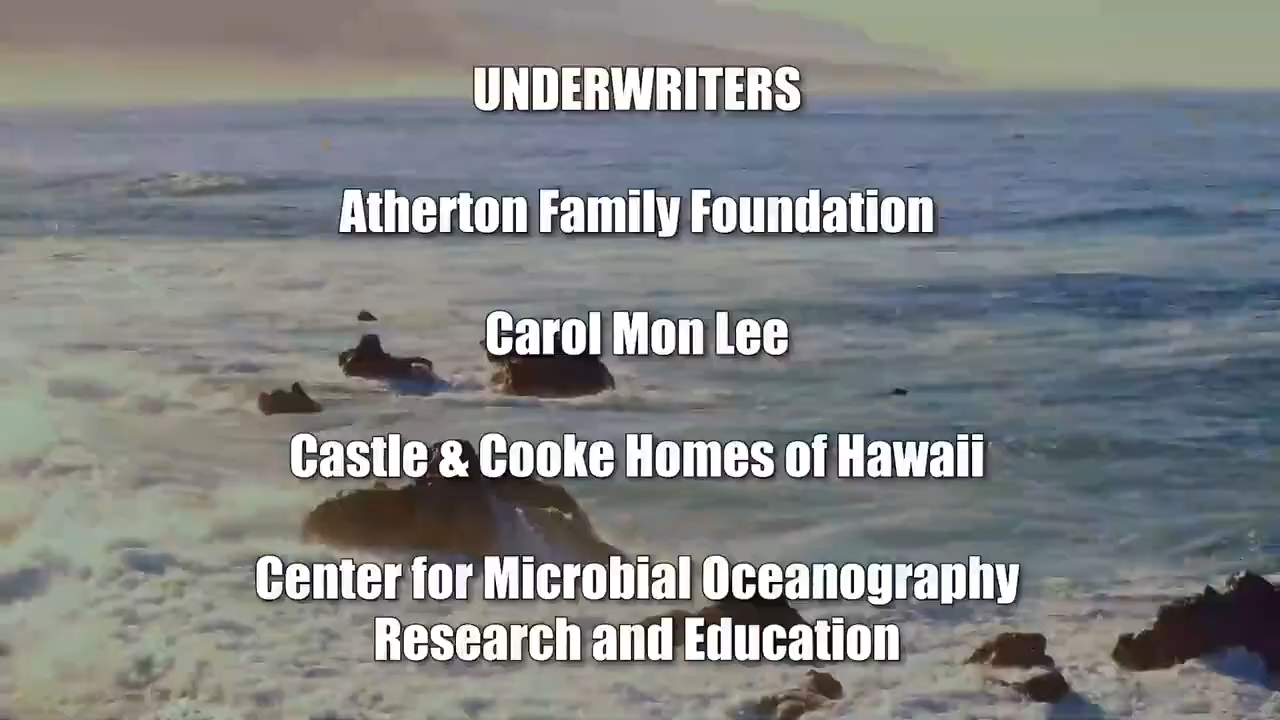 UNDERWRITERS
Atherton Family Foundation
Carol Mon Lee
Castle & Cooke Homes of Hawaii
Center for Microbial Oceanography
Research and Education